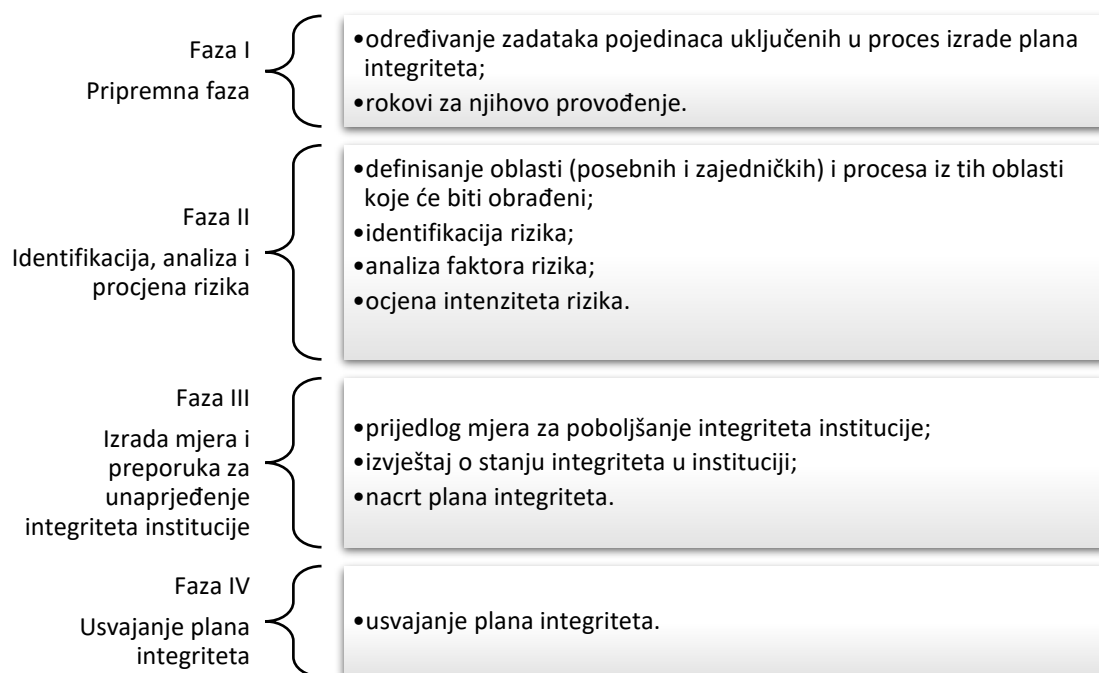 Faza I
Pripremna faza
•određivanje zadataka pojedinaca uključenih u proces izrade plana
integriteta;
•rokovi za njihovo provođenje.
Faza II
Identifikacija, analiza i
procjena rizika
•definisanje oblasti (posebnih i zajedničkih) i procesa iz tih oblasti
koje će biti obrađeni;
•identifikacija rizika;
•analiza faktora rizika;
•ocjena intenziteta rizika.
Faza III
Izrada mjera i
preporuka za
unaprjeđenje
integriteta institucije
•prijedlog mjera za poboljšanje integriteta institucije;
•izvještaj o stanju integriteta u instituciji;
•nacrt plana integriteta.
Faza IV
Usvajanje plana
integriteta
•usvajanje plana integriteta.